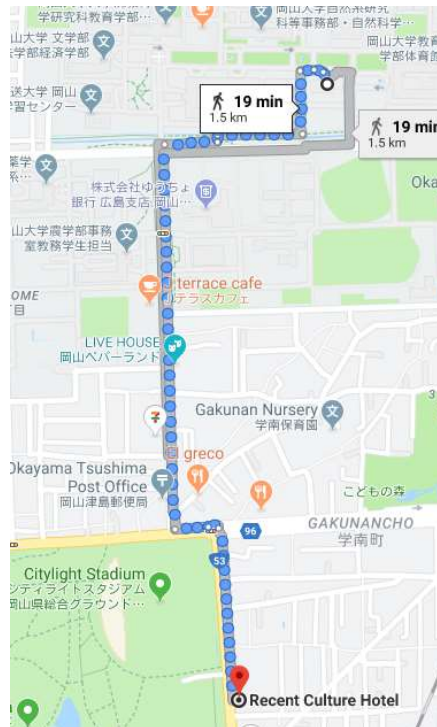 学研究科教育学部…
山大学自然系研究
科等事務部・自然科学…
山大学 文学部
法学部経済学部
岡山大学教育
学部体育館
送大学 岡山
学習センター
19 min
1.5 km
19 min
1.5 km
薬学
株式会社ゆうちょ
銀行 広島支店 岡山…
Oka
山大学農学部事務
室教務学生担当
terrace cafe
テラスカフェ
OME
LIVE HOUSE
岡山ペパーランド
Gakunan Nursery
学南保育園
3
greco
Okayama Tsushima
Post Office
岡山津島郵便局
こどもの森
96
GAKUNANCHO
学南町
53
Citylight Stadium
ンティライトスタジアム
岡山県総合グラウンド…
Recent Culture Hotel